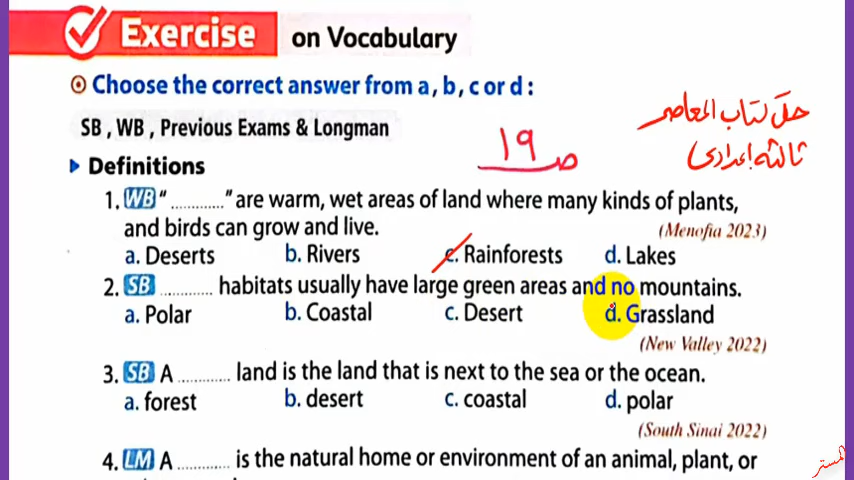 Exercise on Vocabulary
Choose the correct answer from a, b, c or d :
حل كتاب المعاصر
SB , WB , Previous Exams & Longman
ص ١٩
ثالثه اعدادى
Definitions
1. WB " ............ " are warm, wet areas of land where many kinds of plants,
and birds can grow and live.
(Menofia 2023)
a. Deserts b. Rivers c. Rainforests d. Lakes
2. SB ............ habitats usually have large green areas and no mountains.
a. Polar b. Coastal c. Desert d. Grassland
(New Valley 2022)
3. SB A ............ land is the land that is next to the sea or the ocean.
a. forest b. desert c. coastal d. polar
(South Sinai 2022)
4. LM A ............ is the natural home or environment of an animal, plant, or
المستر